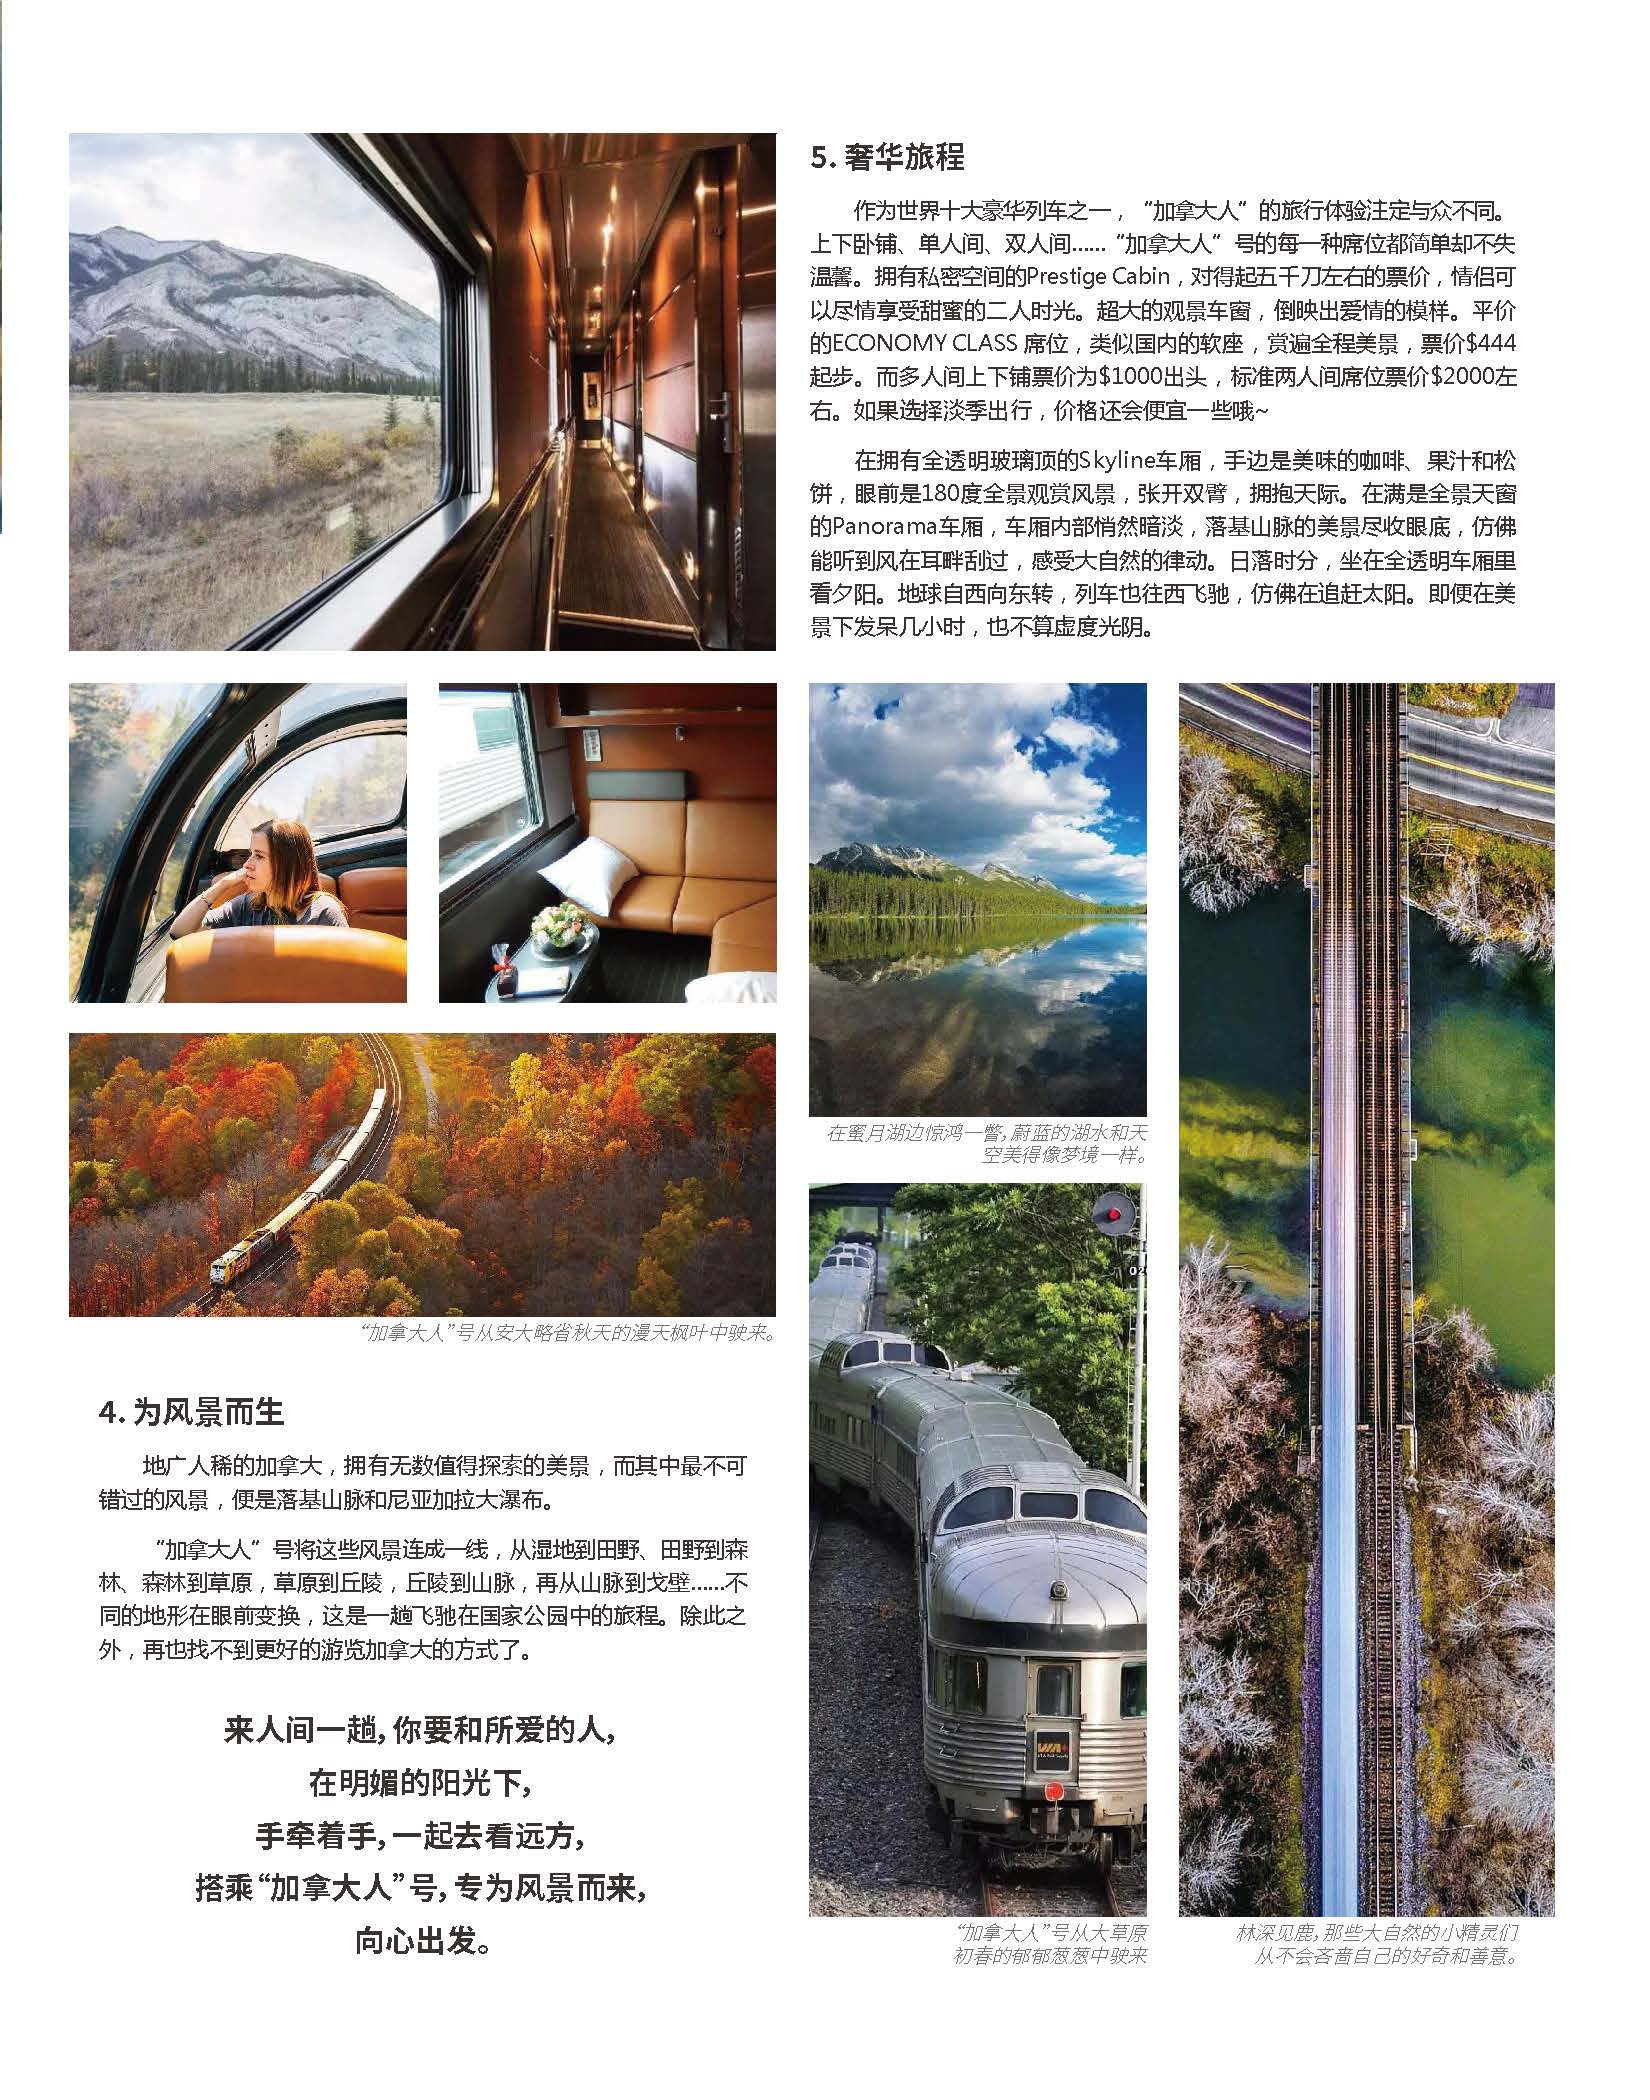 5. 奢华旅程
作为世界十大豪华列车之一，“加拿大人”的旅行体验注定与众不同。
上下卧铺、单人间、双人间……“加拿大人”号的每一种席位都简单却不失
温馨。拥有私密空间的Prestige Cabin，对得起五千刀左右的票价，情侣可
以尽情享受甜蜜的二人时光。超大的观景车窗，倒映出爱情的模样。平价
的ECONOMY CLASS 席位，类似国内的软座，赏遍全程美景，票价$444
起步。而多人间上下铺票价为$1000出头，标准两人间席位票价$2000左
右。如果选择淡季出行，价格还会便宜一些哦~
在拥有全透明玻璃顶的Skyline车厢，手边是美味的咖啡、果汁和松
饼，眼前是180度全景观赏风景，张开双臂，拥抱天际。在满是全景天窗
的Panorama车厢，车厢内部悄然暗淡，落基山脉的美景尽收眼底，仿佛
能听到风在耳畔刮过，感受大自然的律动。日落时分，坐在全透明车厢里
看夕阳。地球自西向东转，列车也往西飞驰，仿佛在追赶太阳。即便在美
景下发呆几小时，也不算虚度光阴。
在蜜月湖边惊鸿一瞥，蔚蓝的湖水和天
空美得像梦境一样。
“加拿大人”号从安大略省秋天的漫天枫叶中驶来。
4. 为风景而生
地广人稀的加拿大，拥有无数值得探索的美景，而其中最不可
错过的风景，便是落基山脉和尼亚加拉大瀑布。
“加拿大人”号将这些风景连成一线，从湿地到田野、田野到森
林、森林到草原，草原到丘陵，丘陵到山脉，再从山脉到戈壁……不
同的地形在眼前变换，这是一趟飞驰在国家公园中的旅程。除此之
外，再也找不到更好的游览加拿大的方式了。
来人间一趟，你要和所爱的人，
在明媚的阳光下，
手牵着手，一起去看远方，
搭乘“加拿大人”号，专为风景而来，
向心出发。
02
VIA
“加拿大人”号从大草原
初春的郁郁葱葱中驶来
林深见鹿，那些大自然的小精灵们
从不会吝啬自己的好奇和善意。